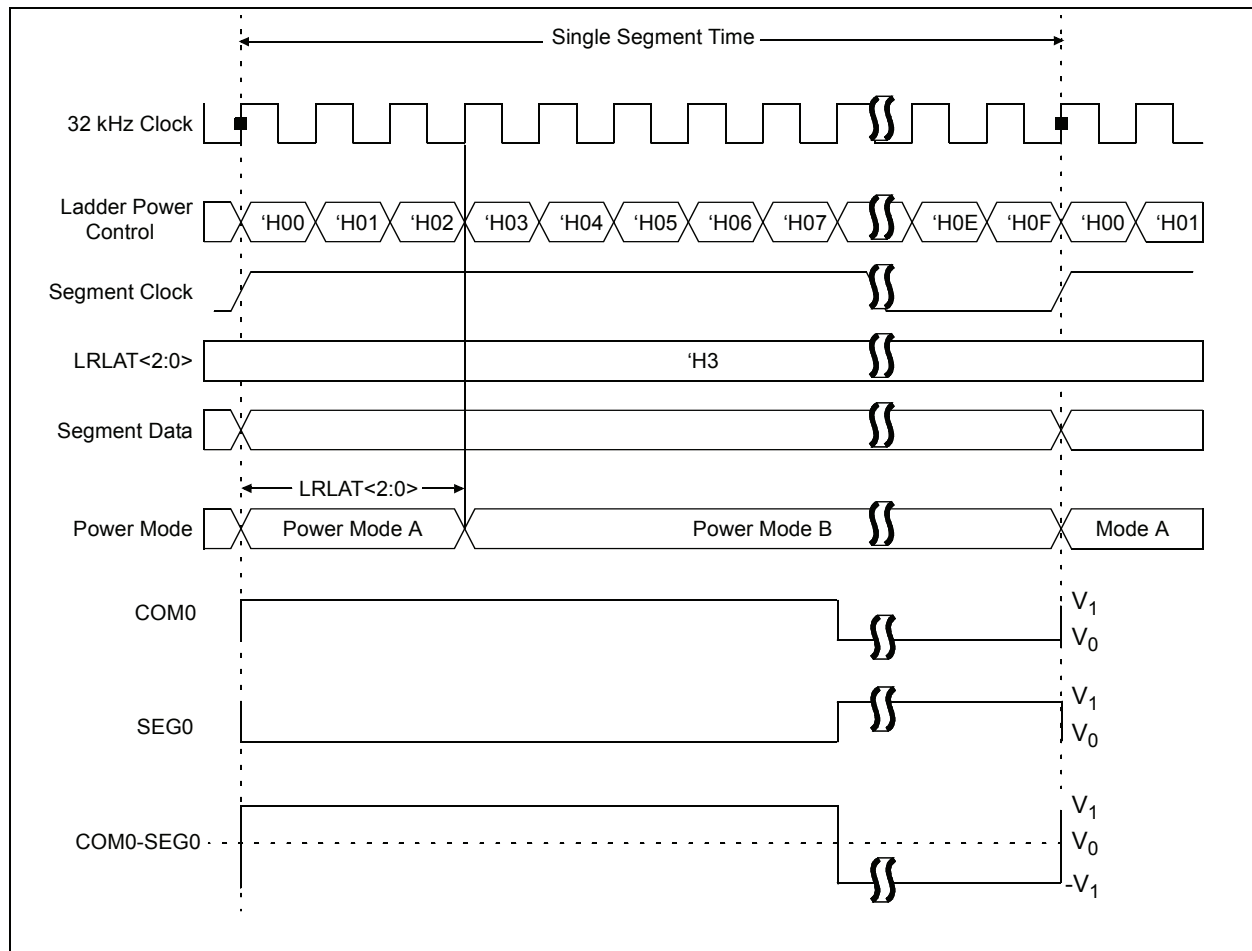 Single Segment Time
32 kHz Clock
Ladder Power
Control
‘H00 ‘H01 ‘H02 ‘H03 ‘H04 ‘H05 ‘H06 ‘H07 ‘H0E ‘H0F ‘H00 ‘H01
Segment Clock
LRLAT<2:0>
‘H3
Segment Data
LRLAT<2:0>
Power Mode
Power Mode A
Power Mode B
Mode A
COM0
V1
V0
SEG0
V1
V0
COM0-SEG0
V1
V0
-V1